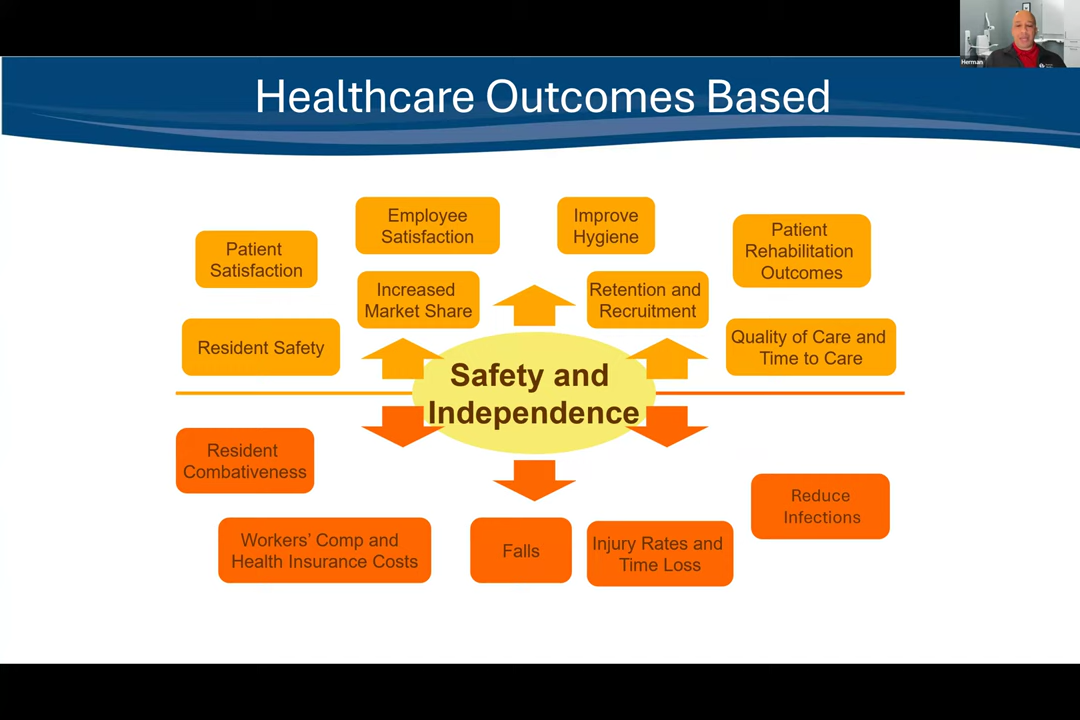 Herman
Healthcare Outcomes Based
Employee
Satisfaction
Improve
Hygiene
Patient
Satisfaction
Patient
Rehabilitation
Outcomes
Increased
Market Share
Retention and
Recruitment
Resident Safety
Quality of Care and
Time to Care
Safety and
Independence
Resident
Combativeness
Reduce
Infections
Workers' Comp and
Health Insurance Costs
Falls
Injury Rates and
Time Loss